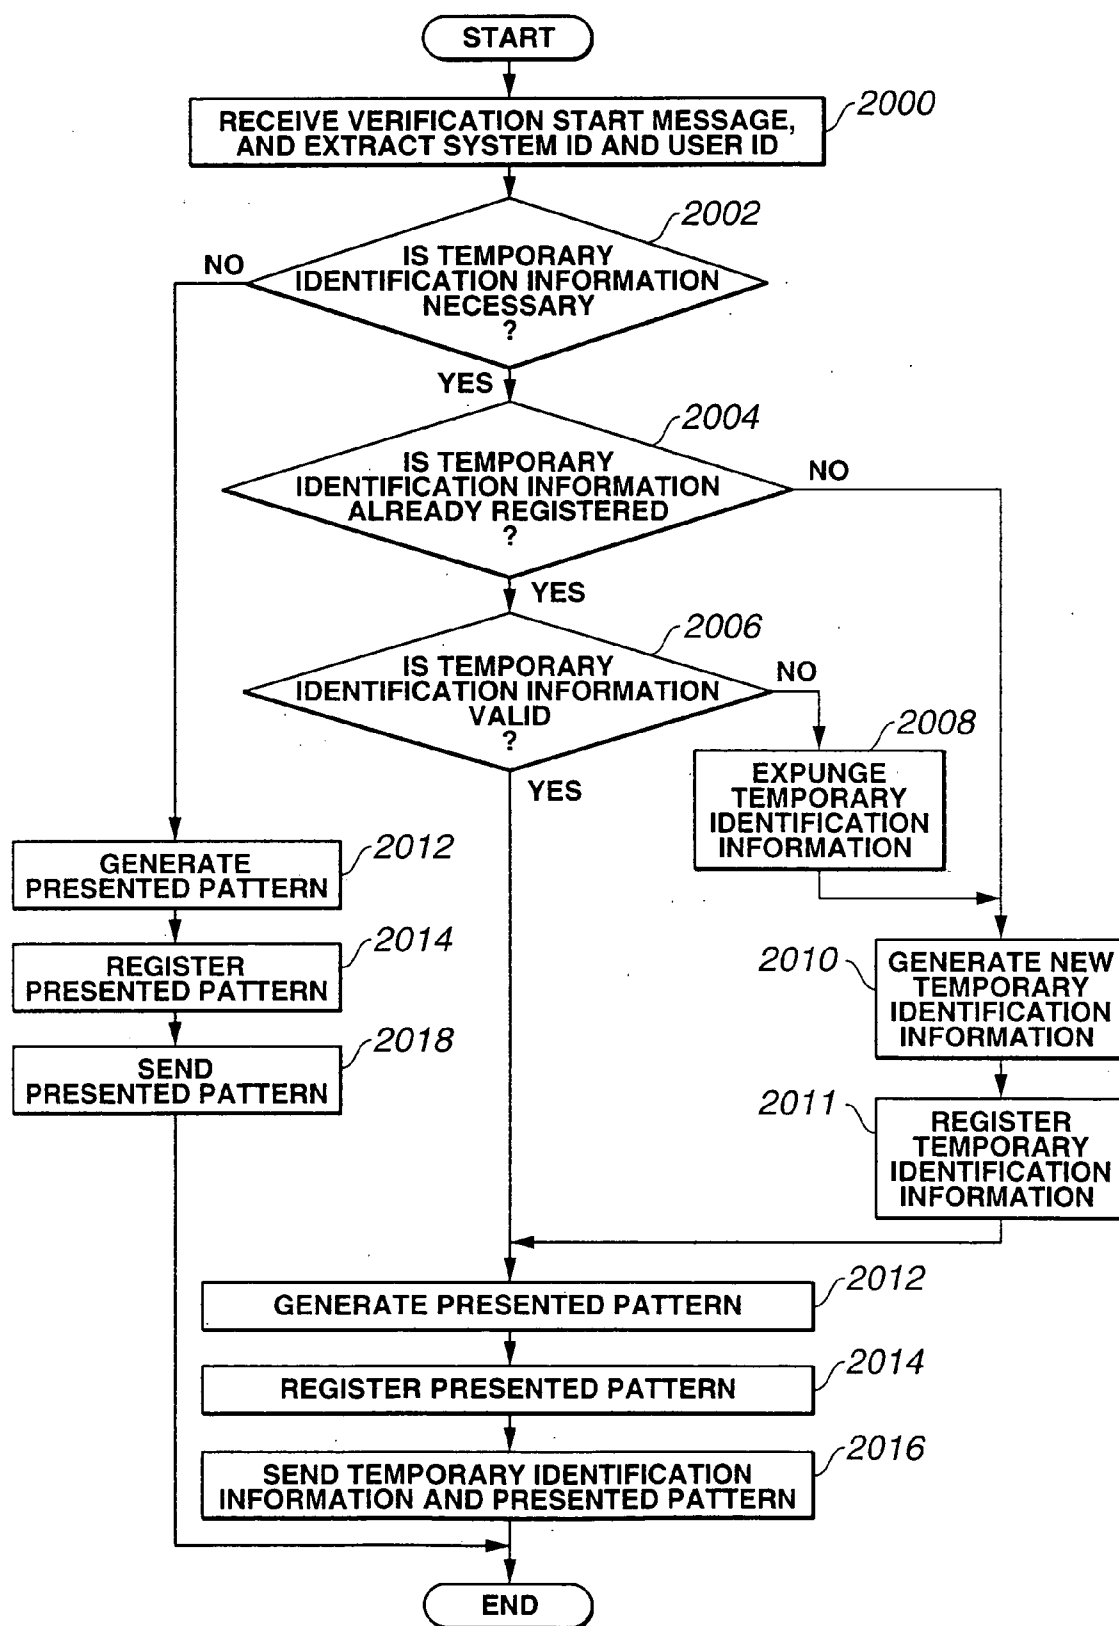 START
RECEIVE VERIFICATION START MESSAGE,
AND EXTRACT SYSTEM ID AND USER ID
2000
2002
IS TEMPORARY
IDENTIFICATION INFORMATION
NECESSARY
?
NO
YES
2004
IS TEMPORARY
IDENTIFICATION INFORMATION
ALREADY REGISTERED
?
NO
YES
2006
IS TEMPORARY
IDENTIFICATION INFORMATION
VALID
?
NO
YES
2008
EXPUNGE
TEMPORARY
IDENTIFICATION
INFORMATION
2012
GENERATE
PRESENTED PATTERN
2014
REGISTER
PRESENTED PATTERN
2018
SEND
PRESENTED PATTERN
2010
GENERATE NEW
TEMPORARY
IDENTIFICATION
INFORMATION
2011
REGISTER
TEMPORARY
IDENTIFICATION
INFORMATION
2012
GENERATE PRESENTED PATTERN
2014
REGISTER PRESENTED PATTERN
2016
SEND TEMPORARY IDENTIFICATION
INFORMATION AND PRESENTED PATTERN
END